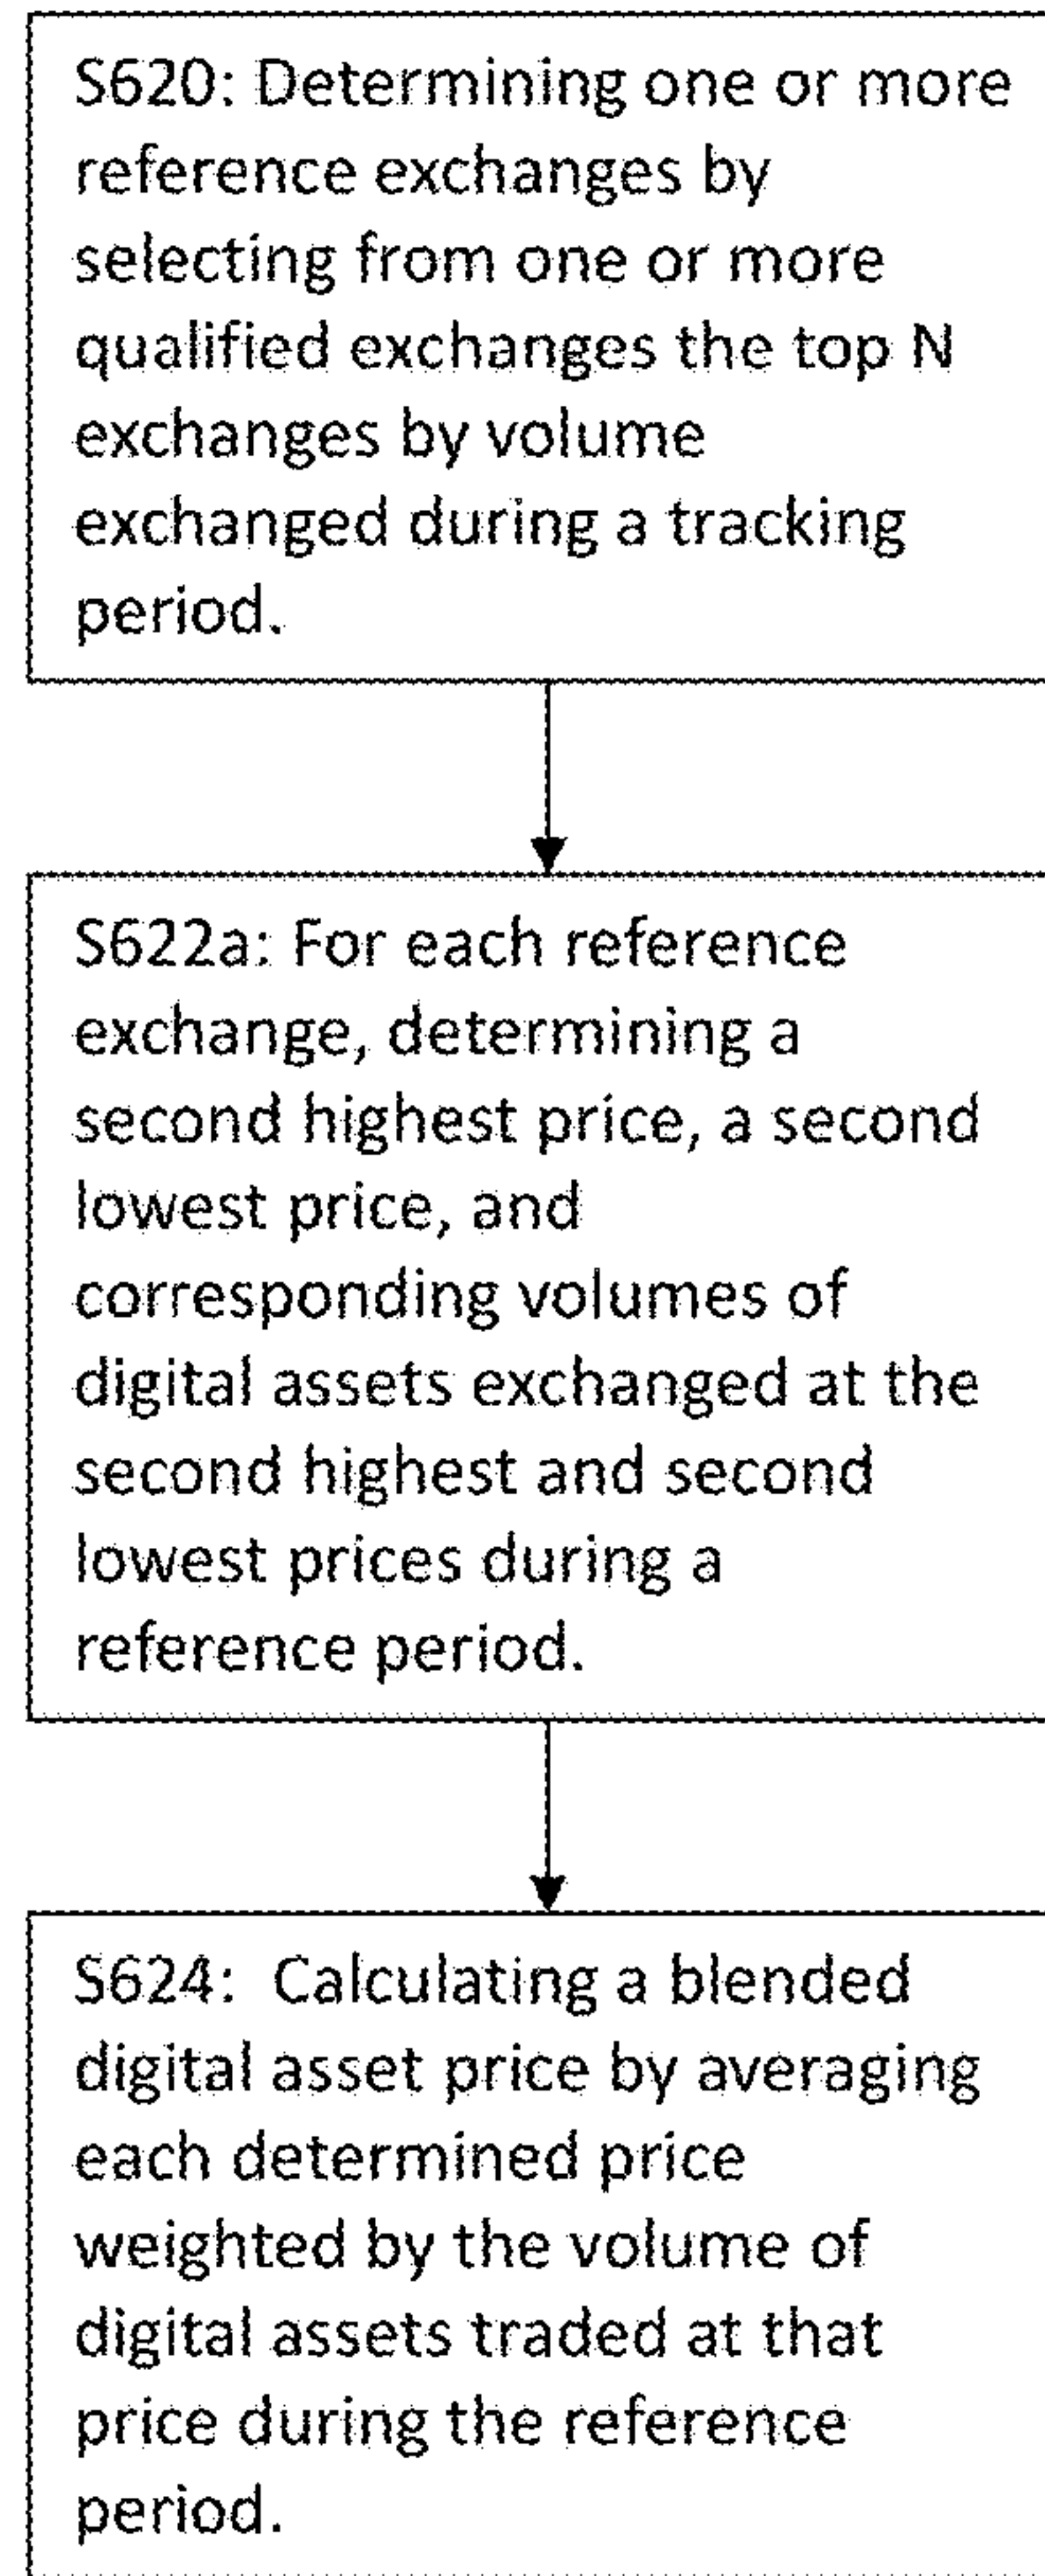 S620: Determining one or more
reference exchanges by
selecting from one or more
qualified exchanges the top N
exchanges by volume
exchanged during a tracking
period.
S622a: For each reference
exchange, determining a
second highest price, a second
lowest price, and
corresponding volumes of
digital assets exchanged at the
second highest and second
lowest prices during a
reference period.
S624:  Calculating a blended
digital asset price by averaging
each determined price
weighted by the volume of
digital assets traded at that
price during the reference
period.